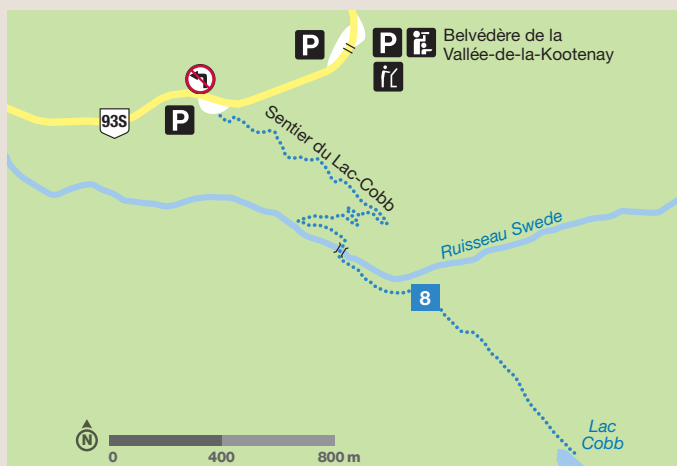 P
P
Belvédère de la
Vallée-de-la-Kootenay
93S
P
Sentier du Lac-Cobb
Ruisseau Swede
8
Lac
Cobb
N
0 400 800 m